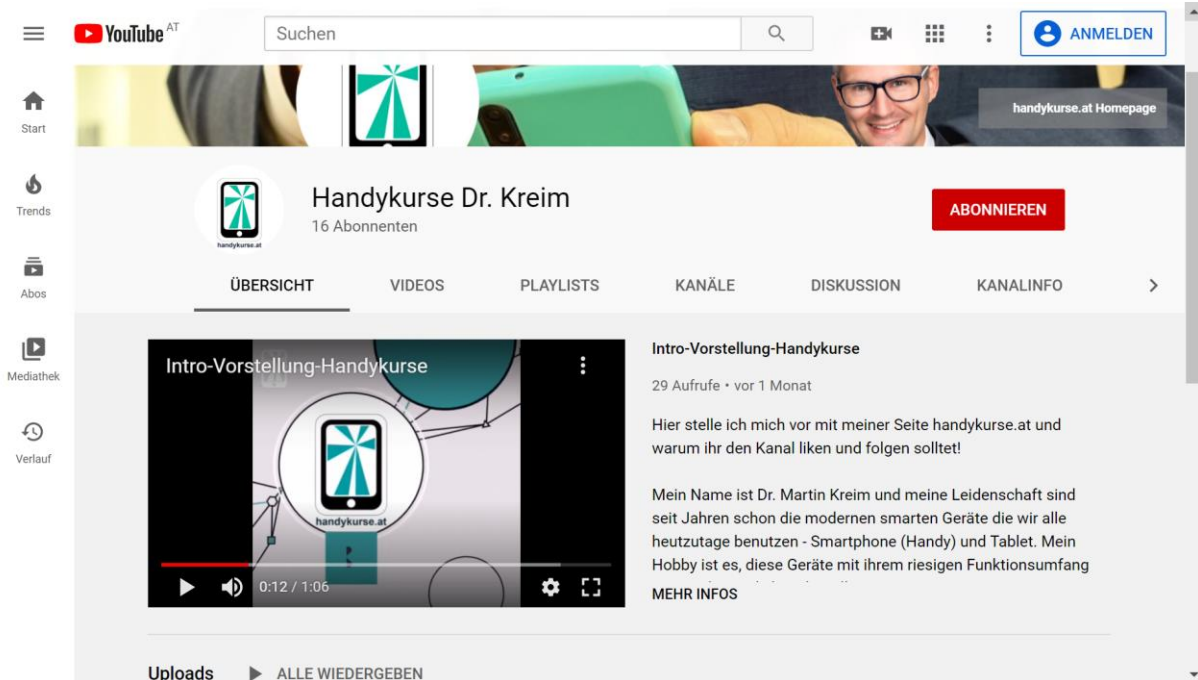 YouTube AT
Suchen
ANMELDEN
Start
Trends
Abos
Mediathek
Verlauf
handykurse.at Homepage
handykurse.at
Handykurse Dr. Kreim
16 Abonnenten
ABONNIEREN
ÜBERSICHT VIDEOS PLAYLISTS KANÄLE DISKUSSION KANALINFO
Intro-Vorstellung-Handykurse
handykurse.at
0:12 / 1:06
Intro-Vorstellung-Handykurse
29 Aufrufe • vor 1 Monat
Hier stelle ich mich vor mit meiner Seite handykurse.at und
warum ihr den Kanal liken und folgen solltet!
Mein Name ist Dr. Martin Kreim und meine Leidenschaft sind
seit Jahren schon die modernen smarten Geräte die wir alle
heutzutage benutzen - Smartphone (Handy) und Tablet. Mein
Hobby ist es, diese Geräte mit ihrem riesigen Funktionsumfang
MEHR INFOS
Uploads ALLE WIEDERGEBEN